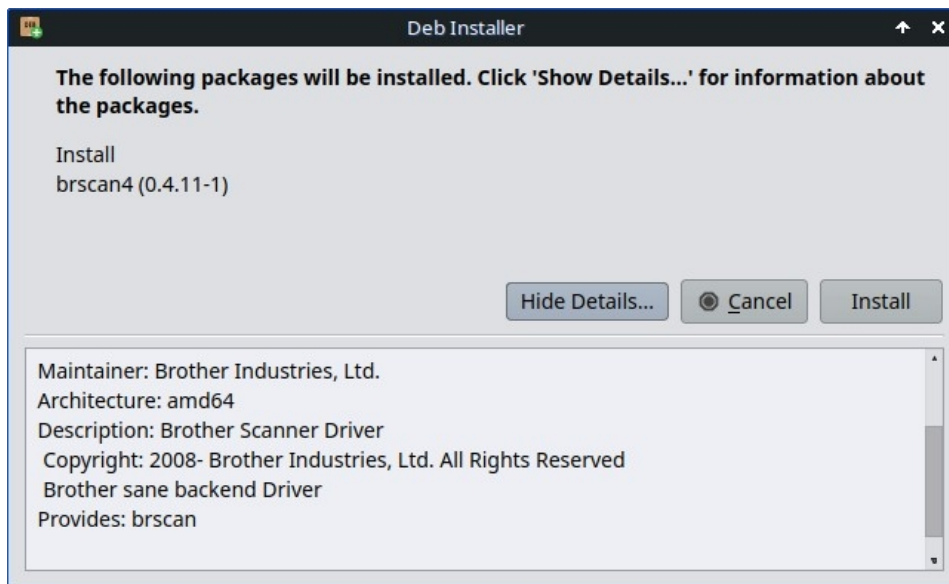 Deb Installer
The following packages will be installed. Click 'Show Details...' for information about
the packages.
Install
brscan4 (0.4.11-1)
Hide Details...
Cancel
Install
Maintainer: Brother Industries, Ltd.
Architecture: amd64
Description: Brother Scanner Driver
Copyright: 2008- Brother Industries, Ltd. All Rights Reserved
Brother sane backend Driver
Provides: brscan